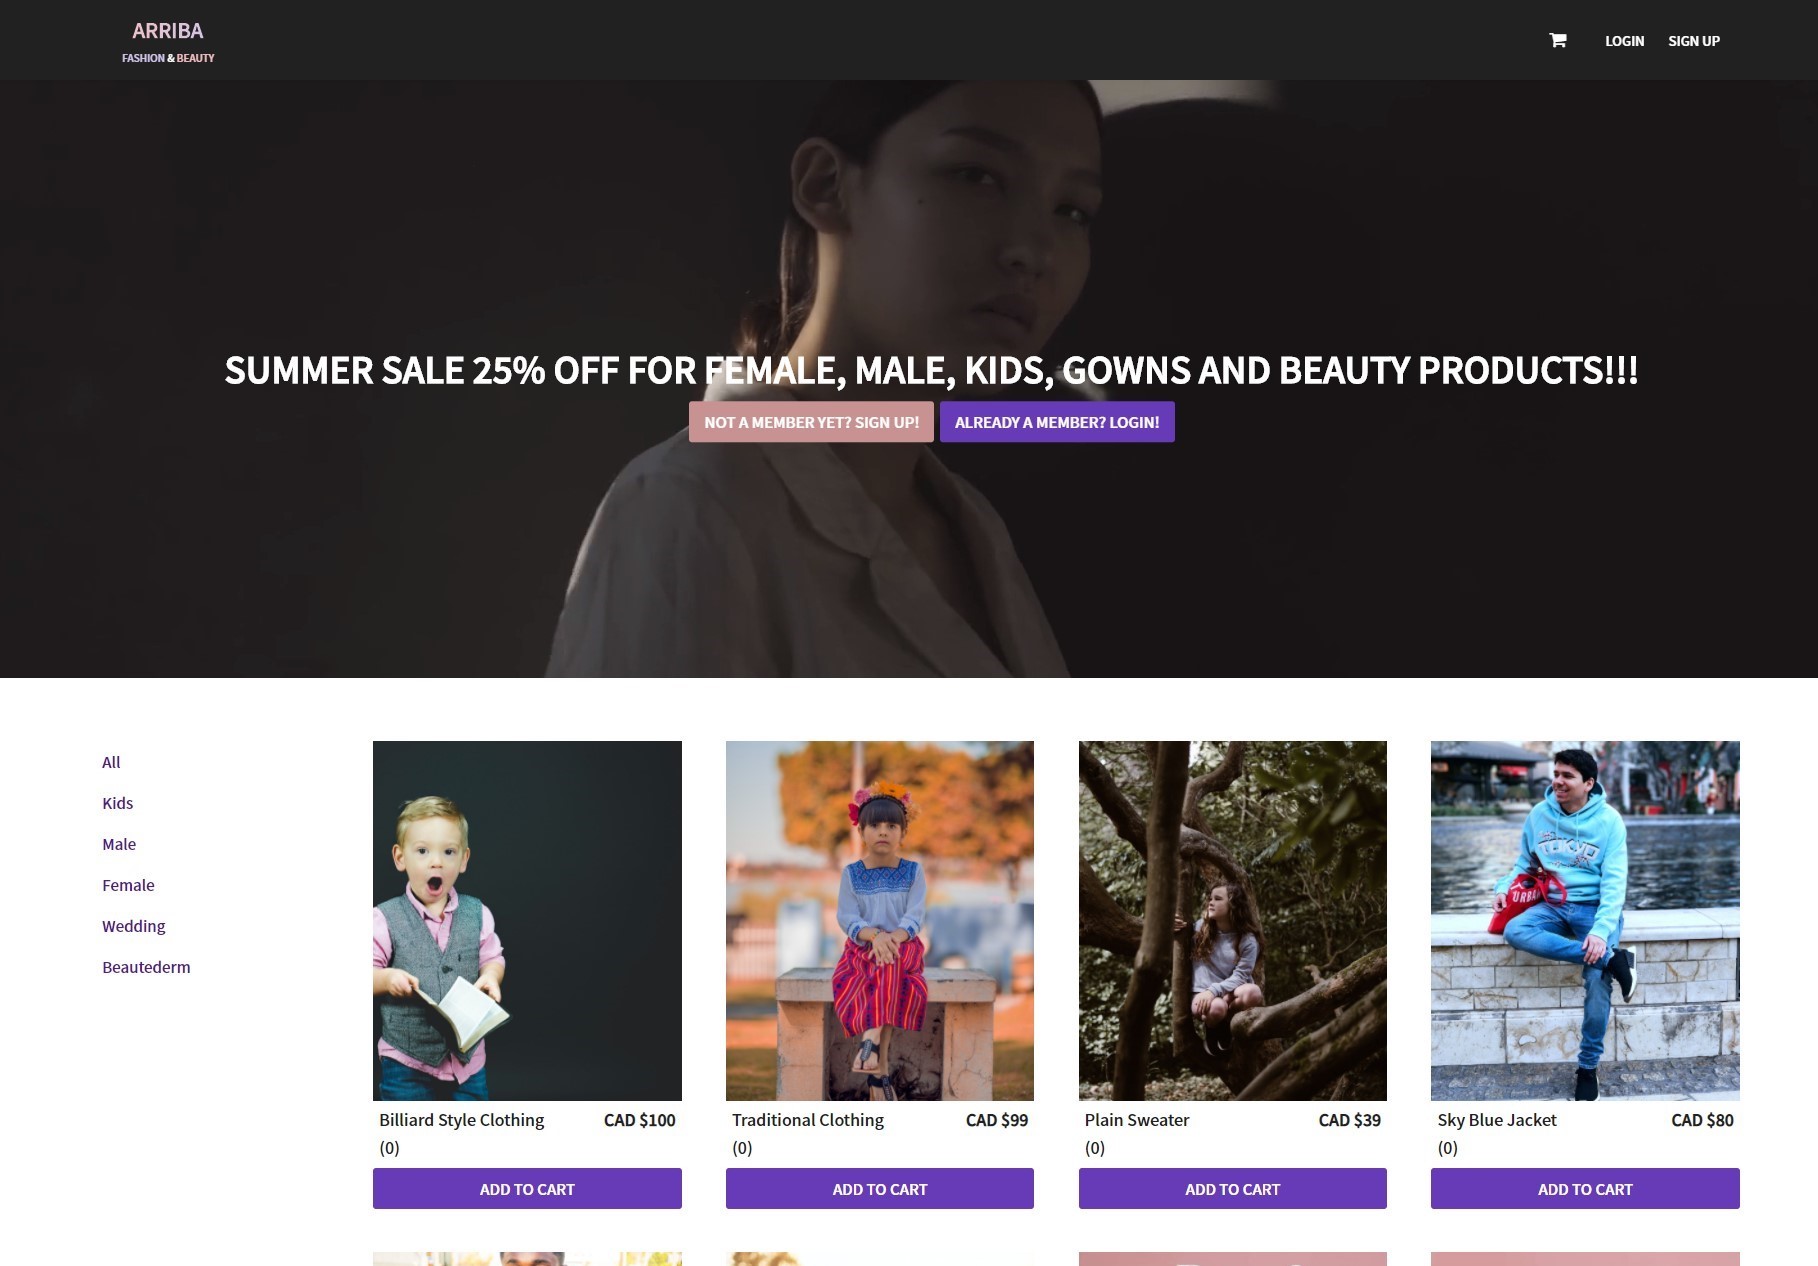 ARRIBA
FASHION & BEAUTY
LOGIN
SIGN UP
SUMMER SALE 25% OFF FOR FEMALE, MALE, KIDS, GOWNS AND BEAUTY PRODUCTS!!!
NOT A MEMBER YET? SIGN UP!
ALREADY A MEMBER? LOGIN!
All
Kids
Male
Female
Wedding
Beautederm
TOKYO
URBAN
Billiard Style Clothing
CAD $100
(0)
ADD TO CART
Traditional Clothing
CAD $99
(0)
ADD TO CART
Plain Sweater
CAD $39
(0)
ADD TO CART
Sky Blue Jacket
CAD $80
(0)
ADD TO CART